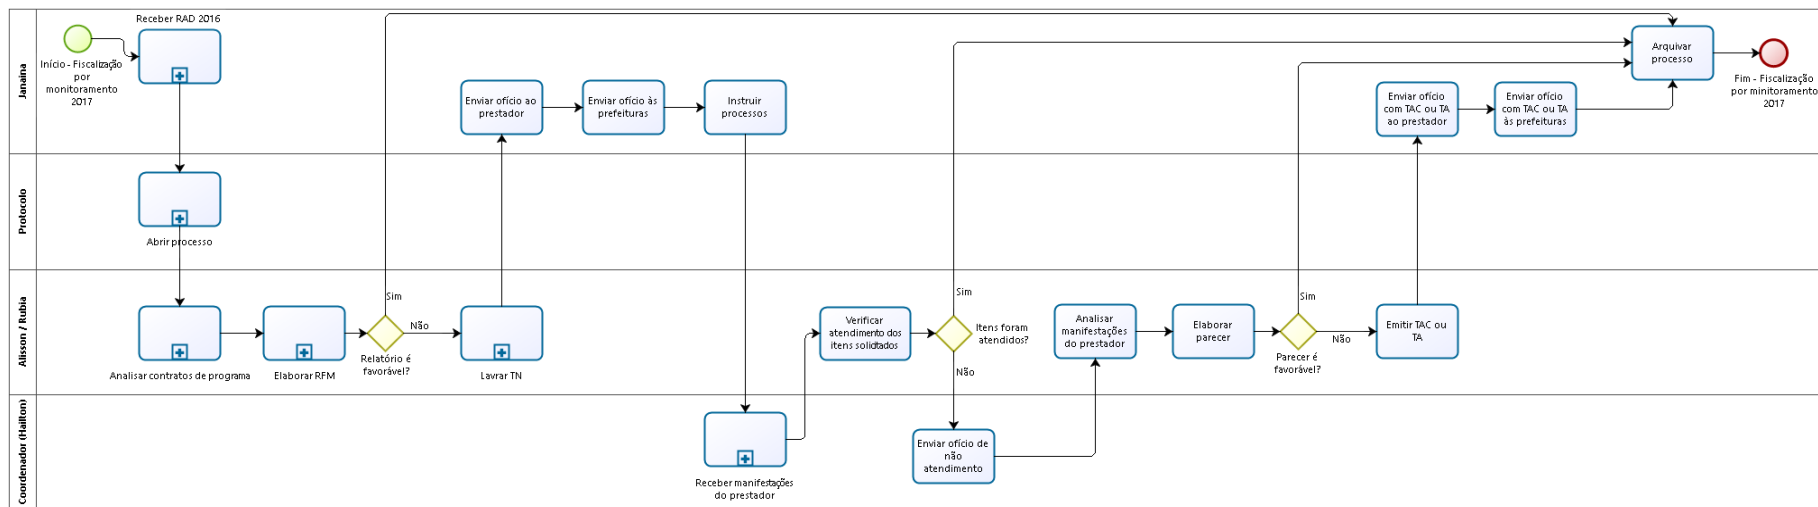 Janaína
Receber RAD 2016
Início - Fiscalização
por
monitoramento
2017
Enviar ofício ao
prestador
Enviar ofício às
prefeituras
Instruir
processos
Enviar ofício
com TAC ou TA
ao prestador
Enviar ofício
com TAC ou TA
às prefeituras
Arquivar
processo
Fim - Fiscalização
por minitoramento
2017
Protocolo
Abrir processo
Alisson / Rubia
Analisar contratos de programa
Elaborar RFM
Sim
Relatório é
favorável?
Não
Lavrar TN
Verificar
atendimento dos
itens solicitados
Sim
Itens foram
atendidos?
Não
Analisar
manifestações
do prestador
Elaborar
parecer
Sim
Parecer é
favorável?
Não
Emitir TAC ou
TA
Coordenador (Hailton)
Receber manifestações
do prestador
Enviar ofício de
não
atendimento